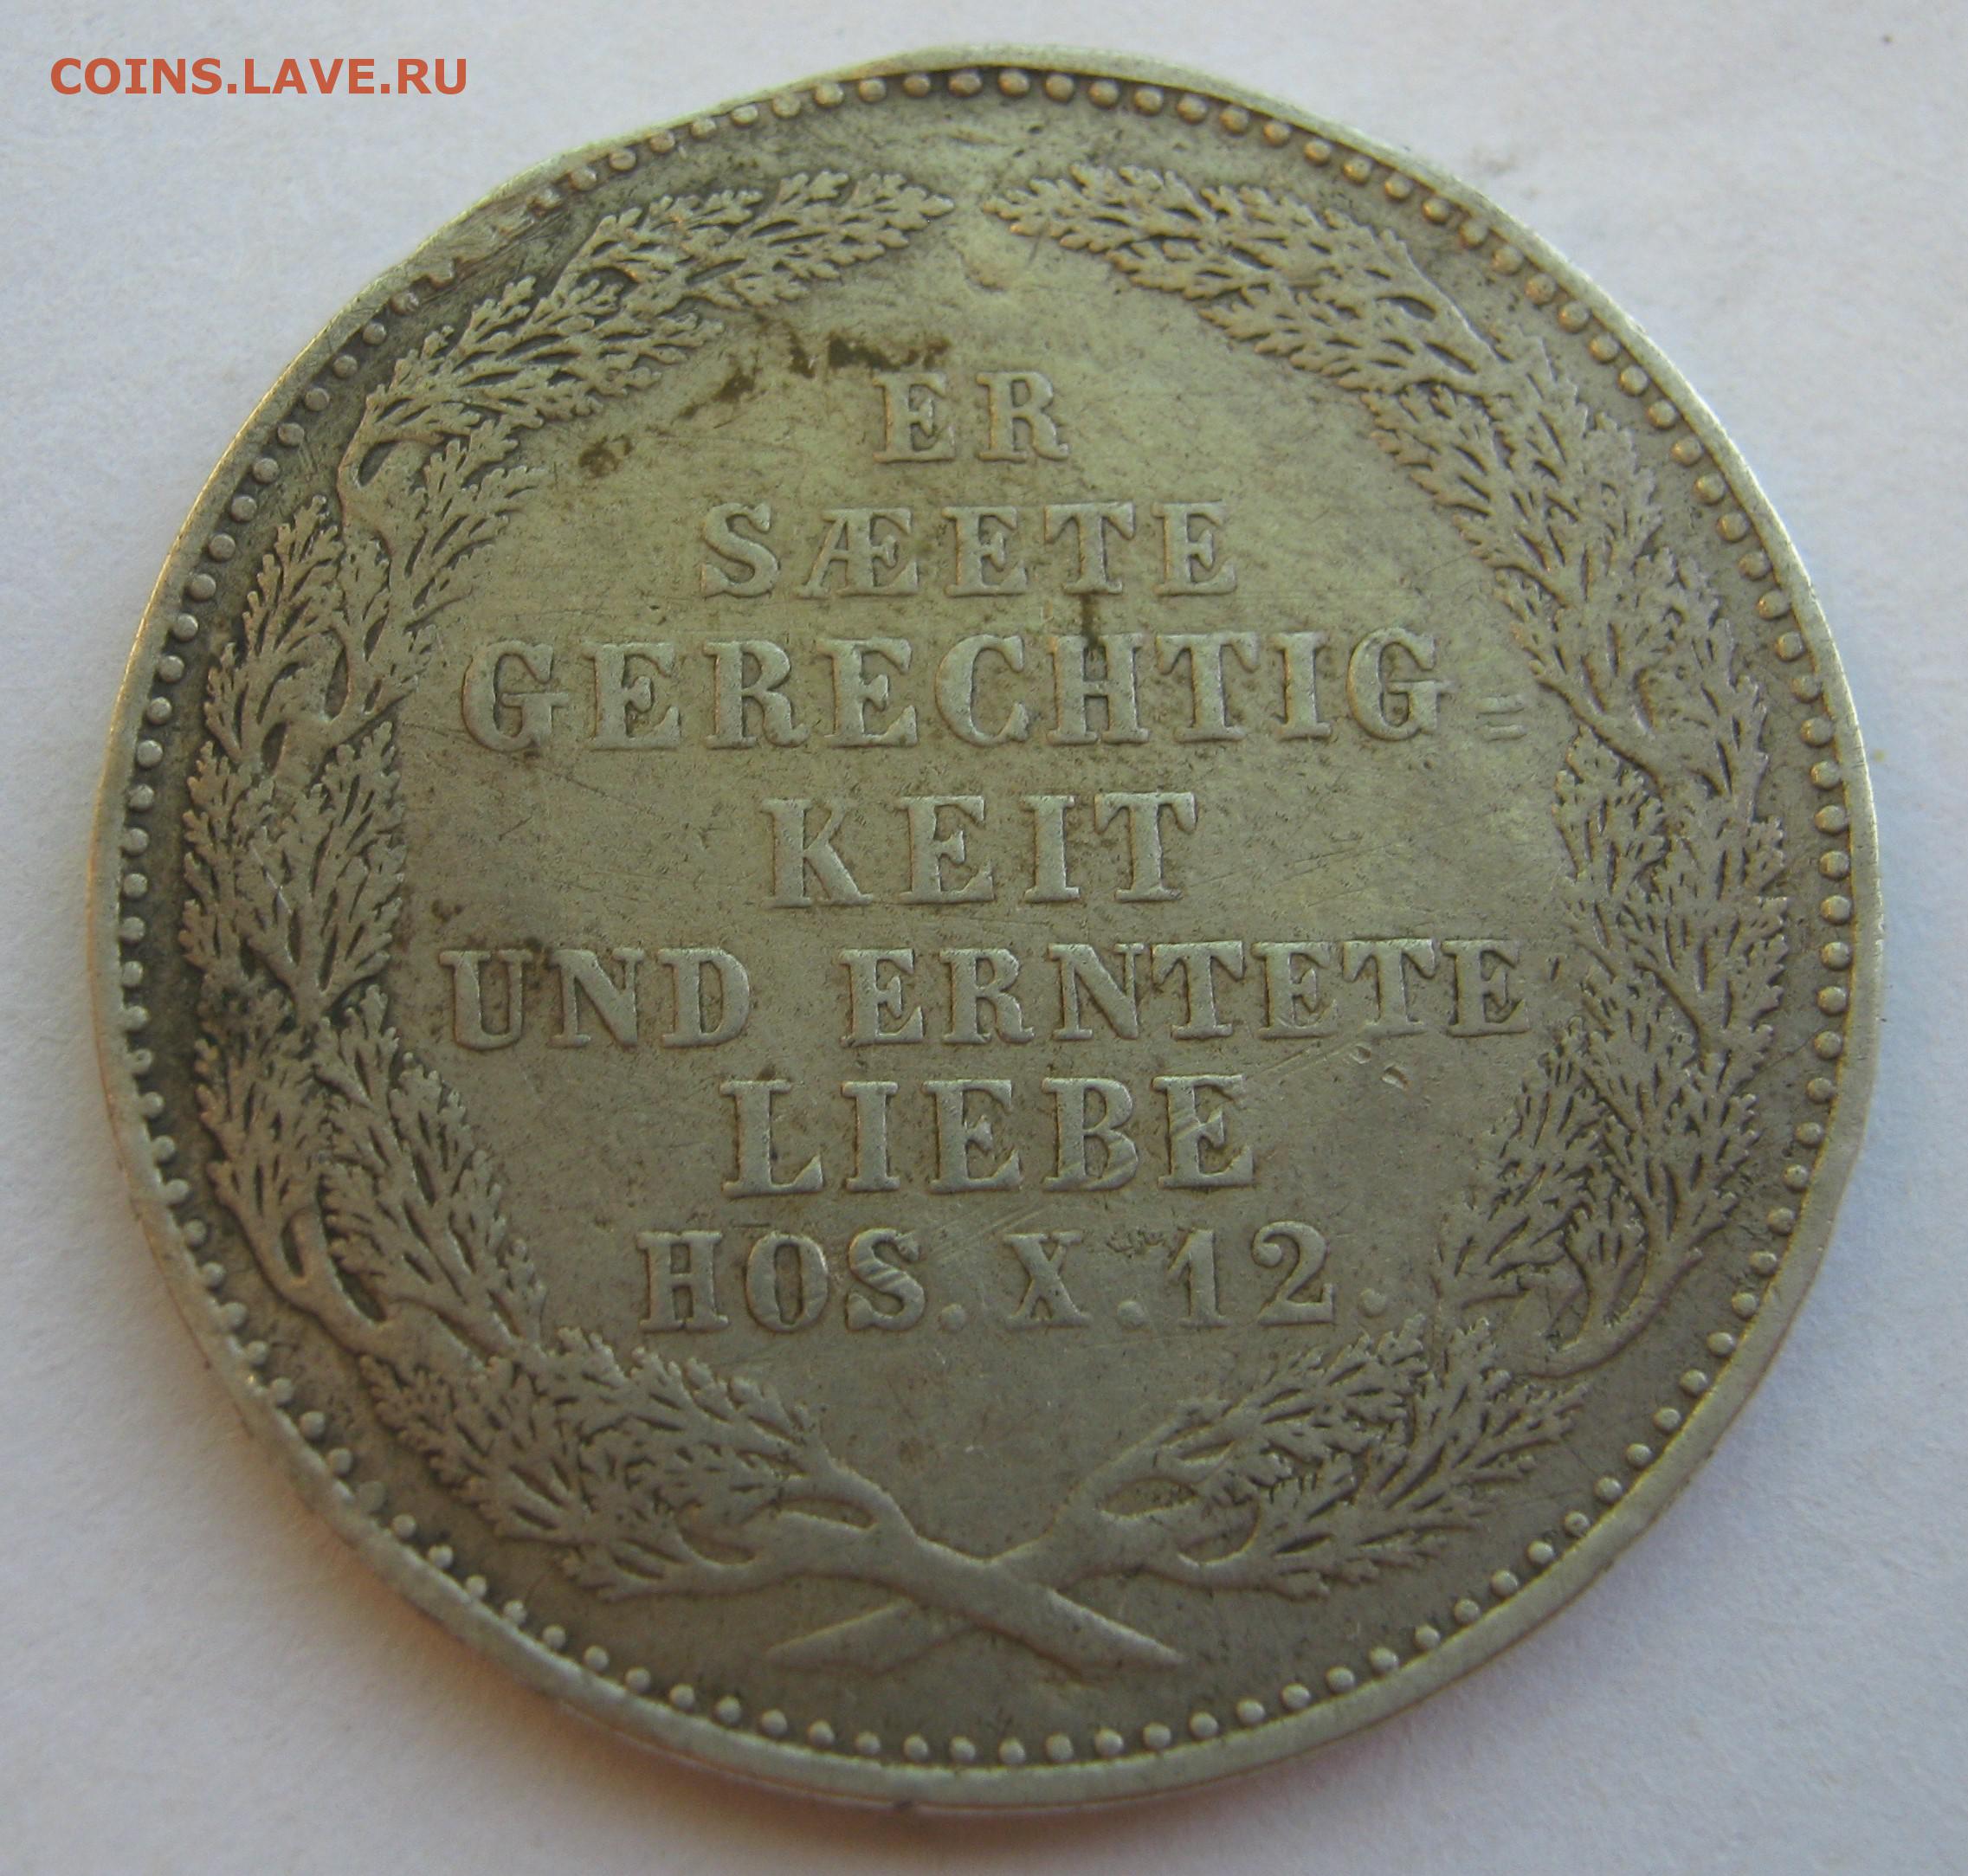 COINS.LAVE.RU
ER
SÆETE
GERECHTIG=
KEIT
UND ERNTETE
LIEBE
HOS. X. 12.